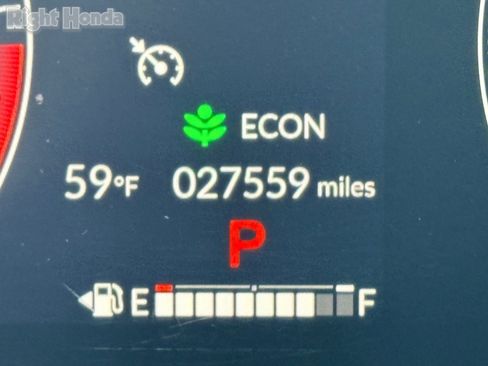 Right Honda
ECON
59°F 027559 miles
P
E F